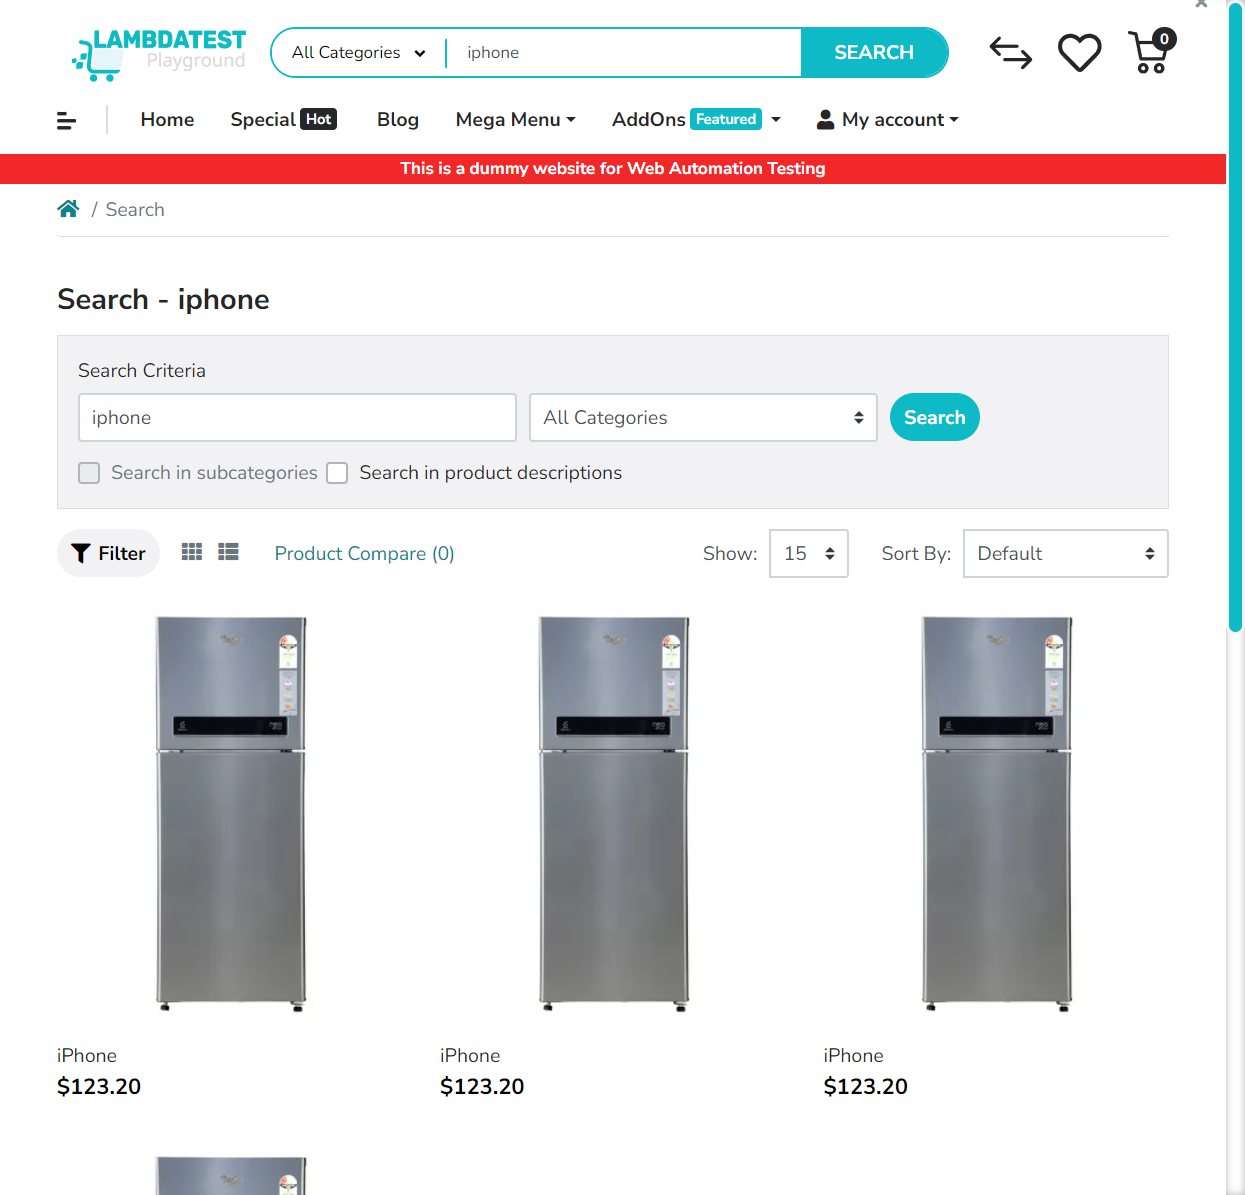 LAMBDATEST
Playground
All Categories
iphone
SEARCH
0
Home
Special Hot
Blog
Mega Menu
AddOns Featured
My account
This is a dummy website for Web Automation Testing
/ Search
Search - iphone
Search Criteria
iphone
All Categories
Search
Search in subcategories
Search in product descriptions
Filter
Product Compare (0)
Show:
15
Sort By:
Default
iPhone
$123.20
iPhone
$123.20
iPhone
$123.20